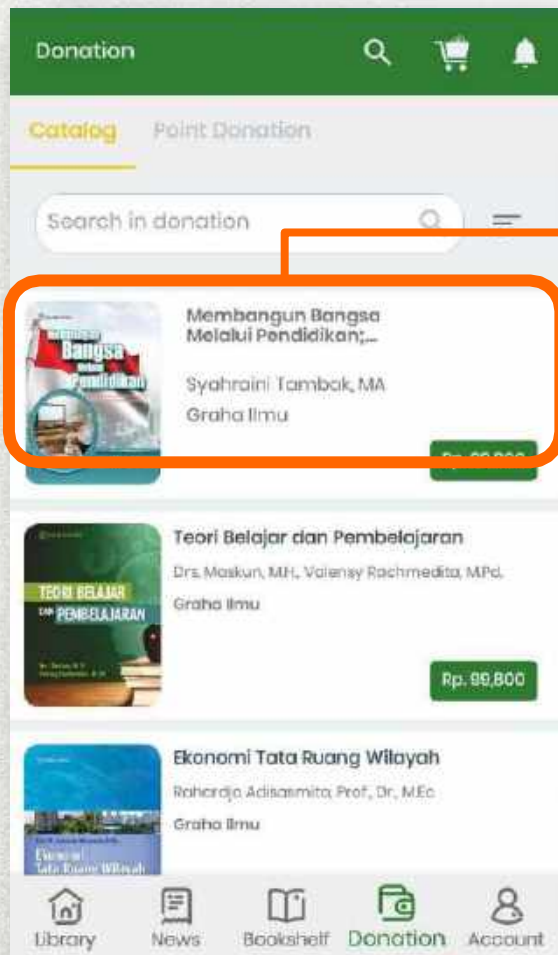 Donation
Catalog Point Donation
Search in donation
Bangsa
Pendidikan
Membangun Bangsa
Melalui Pendidikan;...
Syahraini Tambak, MA
Graha Ilmu
TEORI BELAJAR
DAN PEMBELAJARAN
Teori Belajar dan Pembelajaran
Drs. Maskun, M.H., Valensy Rachmedita, M.Pd.
Graha Ilmu
Rp. 99,800
Ekonomi
Tata Ruang Wilayah
Ekonomi Tata Ruang Wilayah
Rahardjo Adisasmita, Prof., Dr., M.Ec
Graha Ilmu
Library News Bookshelf Donation Account